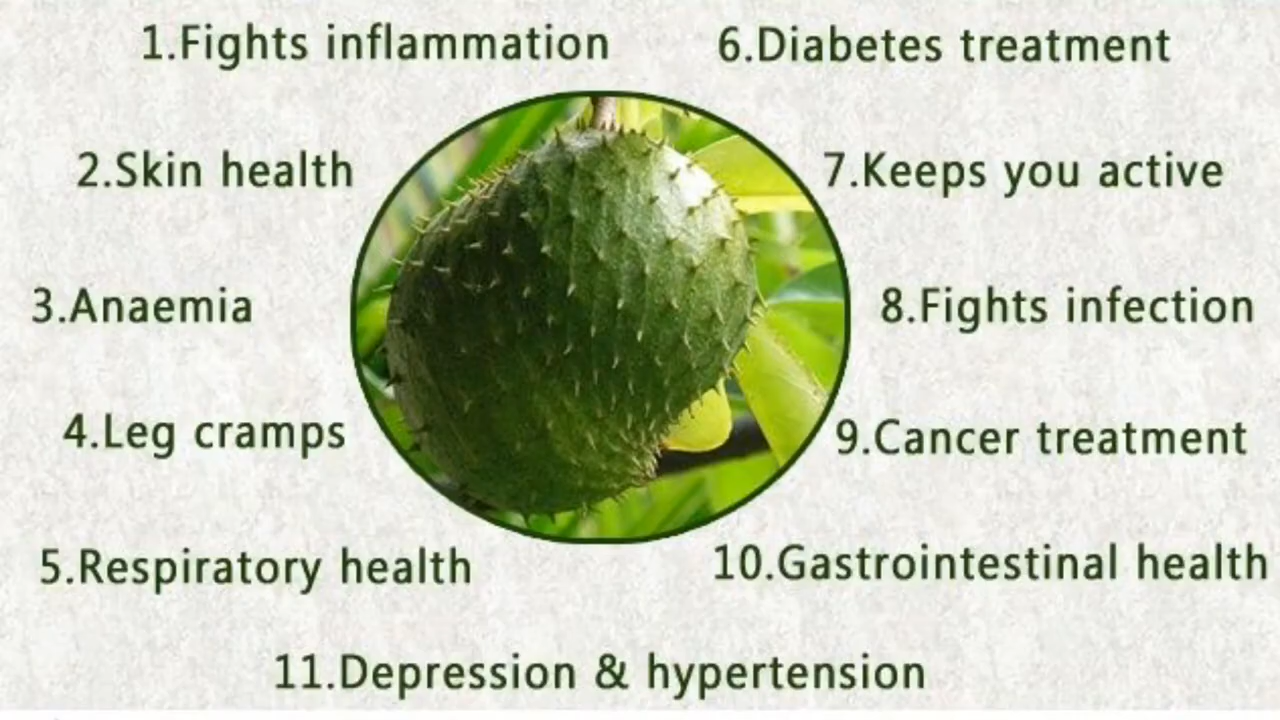 1.Fights inflammation
2.Skin health
3.Anaemia
4.Leg cramps
5.Respiratory health
6.Diabetes treatment
7.Keeps you active
8.Fights infection
9.Cancer treatment
10.Gastrointestinal health
11.Depression & hypertension